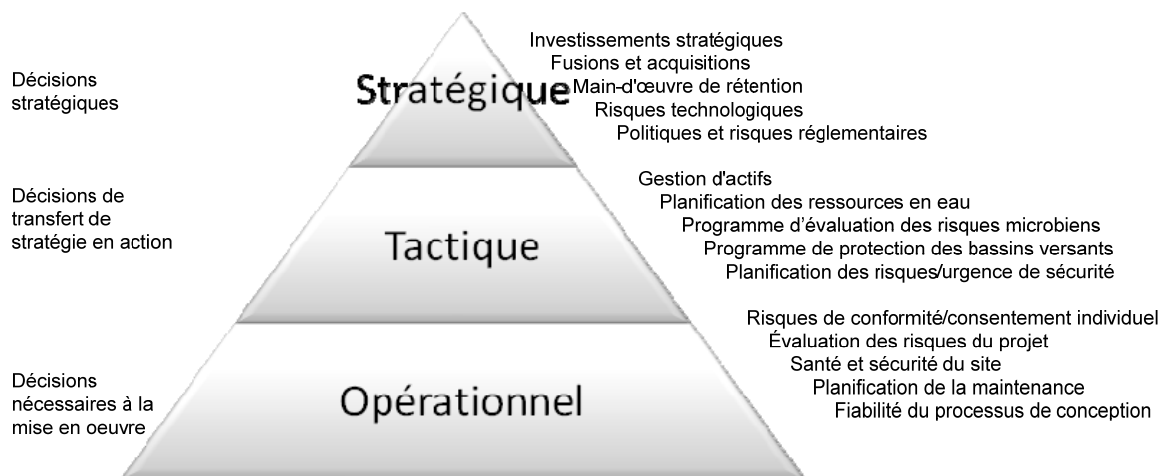 Investissements stratégiques
Fusions et acquisitions
Décisions
stratégiques
Stratégique
Main-d'œuvre de rétention
Risques technologiques
Politiques et risques réglementaires
Décisions de
transfert de
stratégie en action
Tactique
Gestion d'actifs
Planification des ressources en eau
Programme d’évaluation des risques microbiens
Programme de protection des bassins versants
Planification des risques/urgence de sécurité
Décisions
nécessaires à la
mise en oeuvre
Opérationnel
Risques de conformité/consentement individuel
Évaluation des risques du projet
Santé et sécurité du site
Planification de la maintenance
Fiabilité du processus de conception